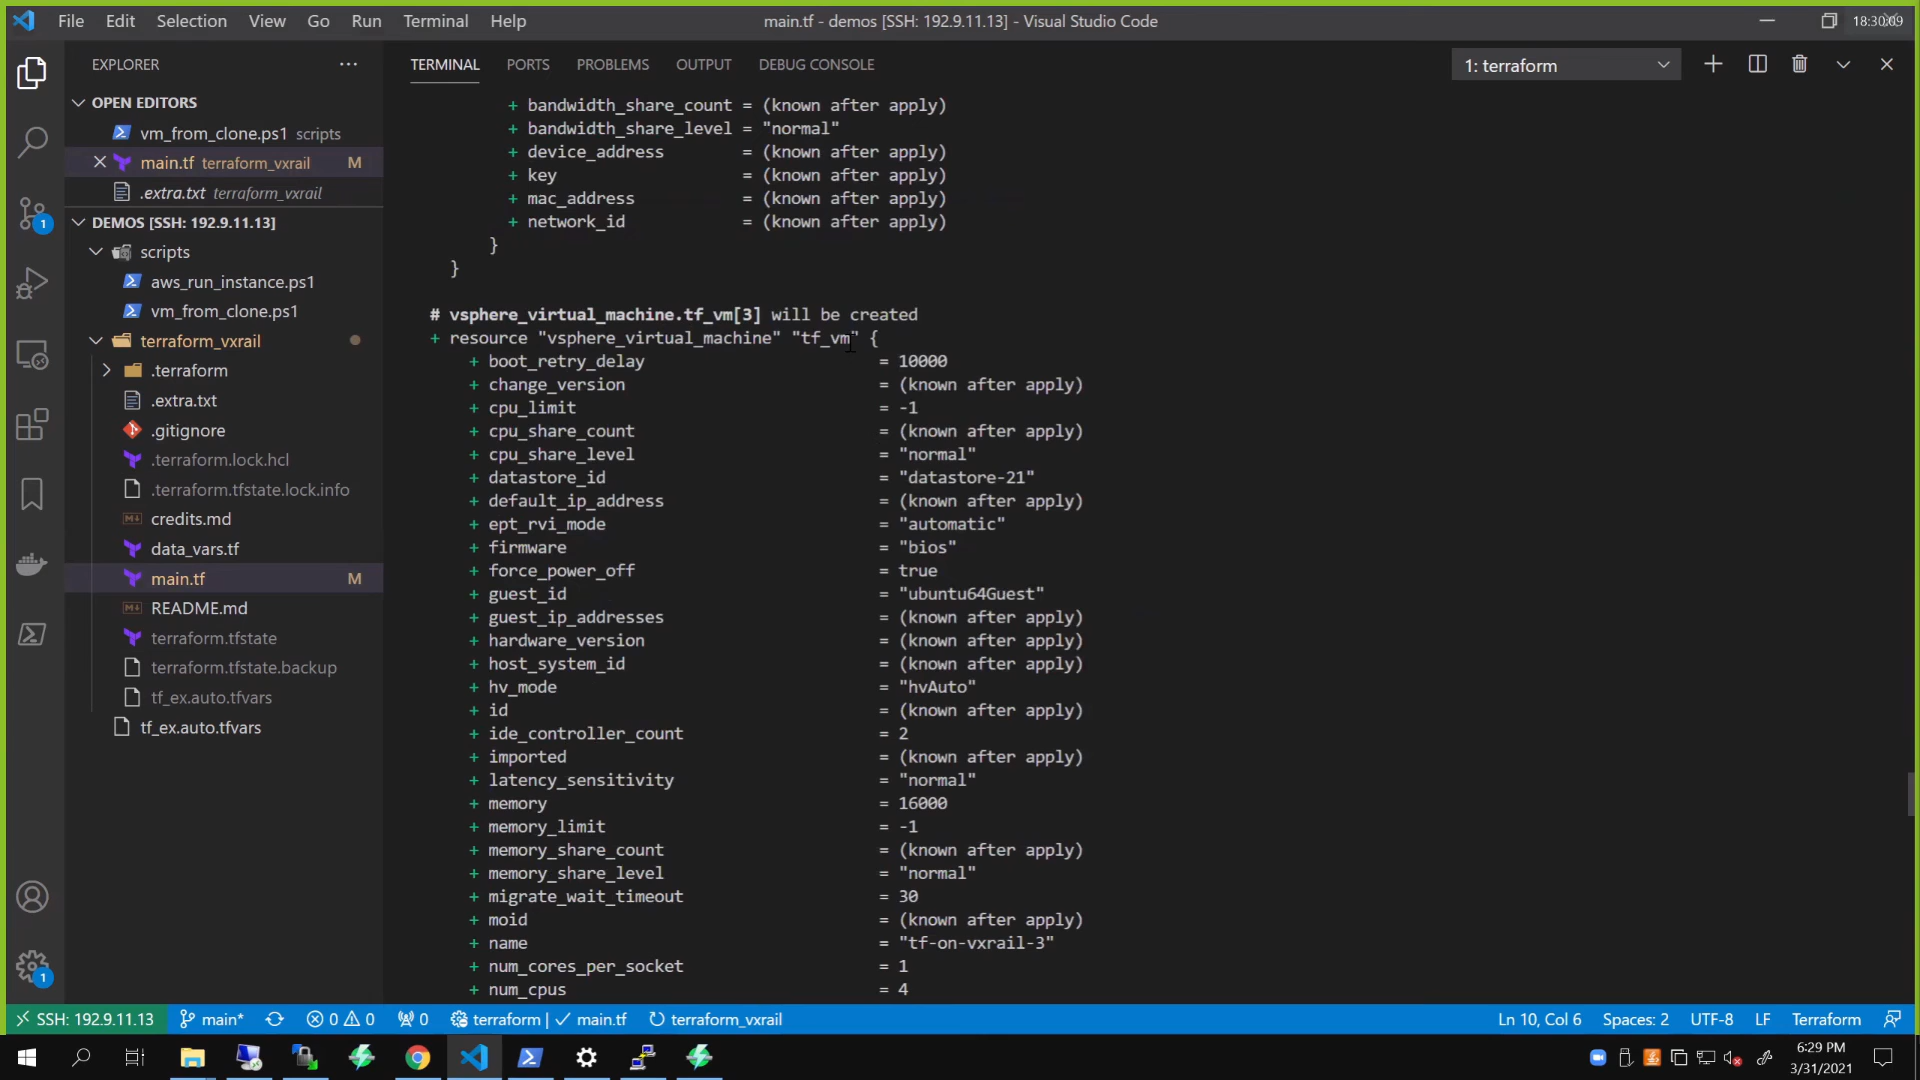 File Edit Selection View Go Run Terminal Help
main.tf - demos [SSH: 192.9.11.13] - Visual Studio Code
18:30:09
EXPLORER
OPEN EDITORS
vm_from_clone.ps1 scripts
main.tf terraform_vxrail M
.extra.txt terraform_vxrail
DEMOS [SSH: 192.9.11.13]
scripts
aws_run_instance.ps1
vm_from_clone.ps1
terraform_vxrail
.terraform
.extra.txt
.gitignore
.terraform.lock.hcl
.terraform.tfstate.lock.info
credits.md
data_vars.tf
main.tf M
README.md
terraform.tfstate
terraform.tfstate.backup
tf_ex.auto.tfvars
tf_ex.auto.tfvars
1
1
TERMINAL PORTS PROBLEMS OUTPUT DEBUG CONSOLE
1: terraform
+ bandwidth_share_count = (known after apply)
+ bandwidth_share_level = "normal"
+ device_address = (known after apply)
+ key = (known after apply)
+ mac_address = (known after apply)
+ network_id = (known after apply)
}
}
# vsphere_virtual_machine.tf_vm[3] will be created
+ resource "vsphere_virtual_machine" "tf_vm" {
+ boot_retry_delay = 10000
+ change_version = (known after apply)
+ cpu_limit = -1
+ cpu_share_count = (known after apply)
+ cpu_share_level = "normal"
+ datastore_id = "datastore-21"
+ default_ip_address = (known after apply)
+ ept_rvi_mode = "automatic"
+ firmware = "bios"
+ force_power_off = true
+ guest_id = "ubuntu64Guest"
+ guest_ip_addresses = (known after apply)
+ hardware_version = (known after apply)
+ host_system_id = (known after apply)
+ hv_mode = "hvAuto"
+ id = (known after apply)
+ ide_controller_count = 2
+ imported = (known after apply)
+ latency_sensitivity = "normal"
+ memory = 16000
+ memory_limit = -1
+ memory_share_count = (known after apply)
+ memory_share_level = "normal"
+ migrate_wait_timeout = 30
+ moid = (known after apply)
+ name = "tf-on-vxrail-3"
+ num_cores_per_socket = 1
+ num_cpus = 4
SSH: 192.9.11.13 main* 0 0 0 terraform | ✓ main.tf terraform_vxrail
Ln 10, Col 6 Spaces: 2 UTF-8 LF Terraform
6:29 PM
3/31/2021